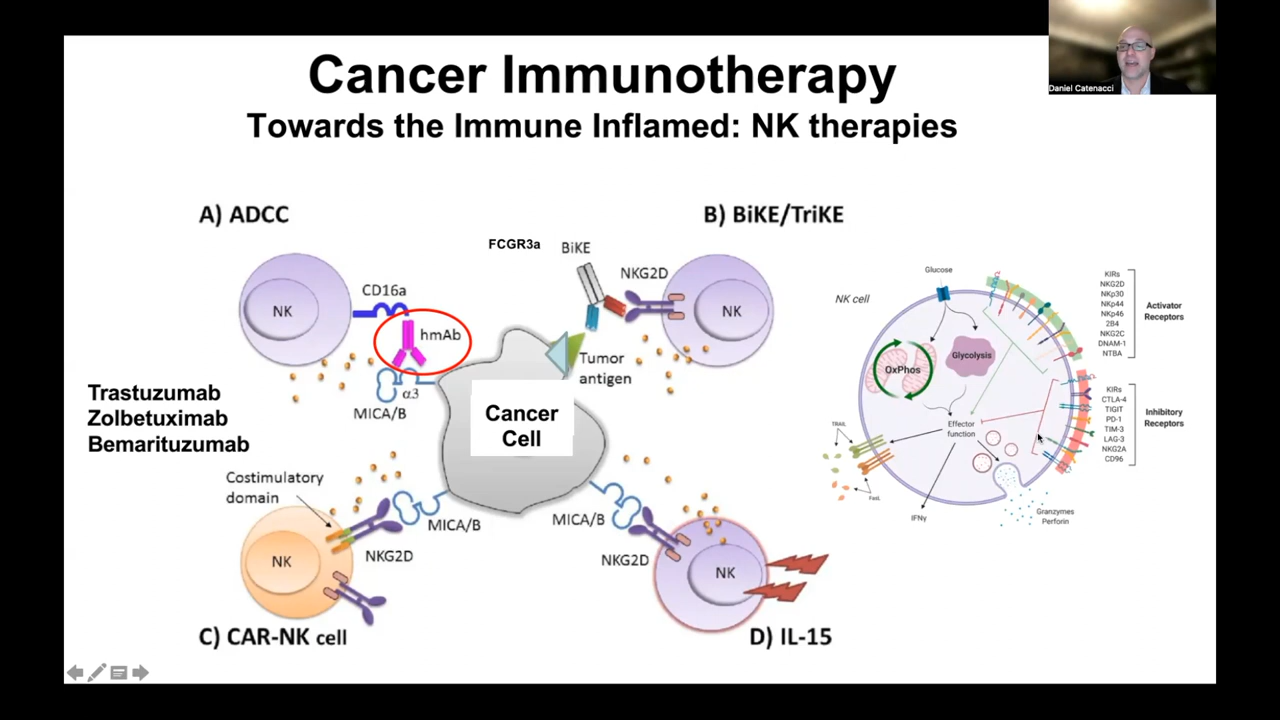 Cancer Immunotherapy
Towards the Immune Inflamed: NK therapies
Daniel Catenacci
A) ADCC
B) BiKE/TriKE
FCGR3a
BiKE
NKG2D
NK
CD16a
hmAb
NK
α3
MICA/B
Tumor
antigen
Trastuzumab
Zolbetuximab
Bemarituzumab
Cancer
Cell
Costimulatory
domain
NK
NKG2D
MICA/B
MICA/B
NKG2D
NK
C) CAR-NK cell
D) IL-15
NK cell
Glucose
OxPhos
Glycolysis
Effector
function
TRAIL
FasL
IFNγ
Granzymes
Perforin
KIRs
NKG2D
NKp30
NKp44
NKp46
2B4
NKG2C
DNAM-1
NTBA
Activator
Receptors
KIRs
CTLA-4
TIGIT
PD-1
TIM-3
LAG-3
NKG2A
CD96
Inhibitory
Receptors